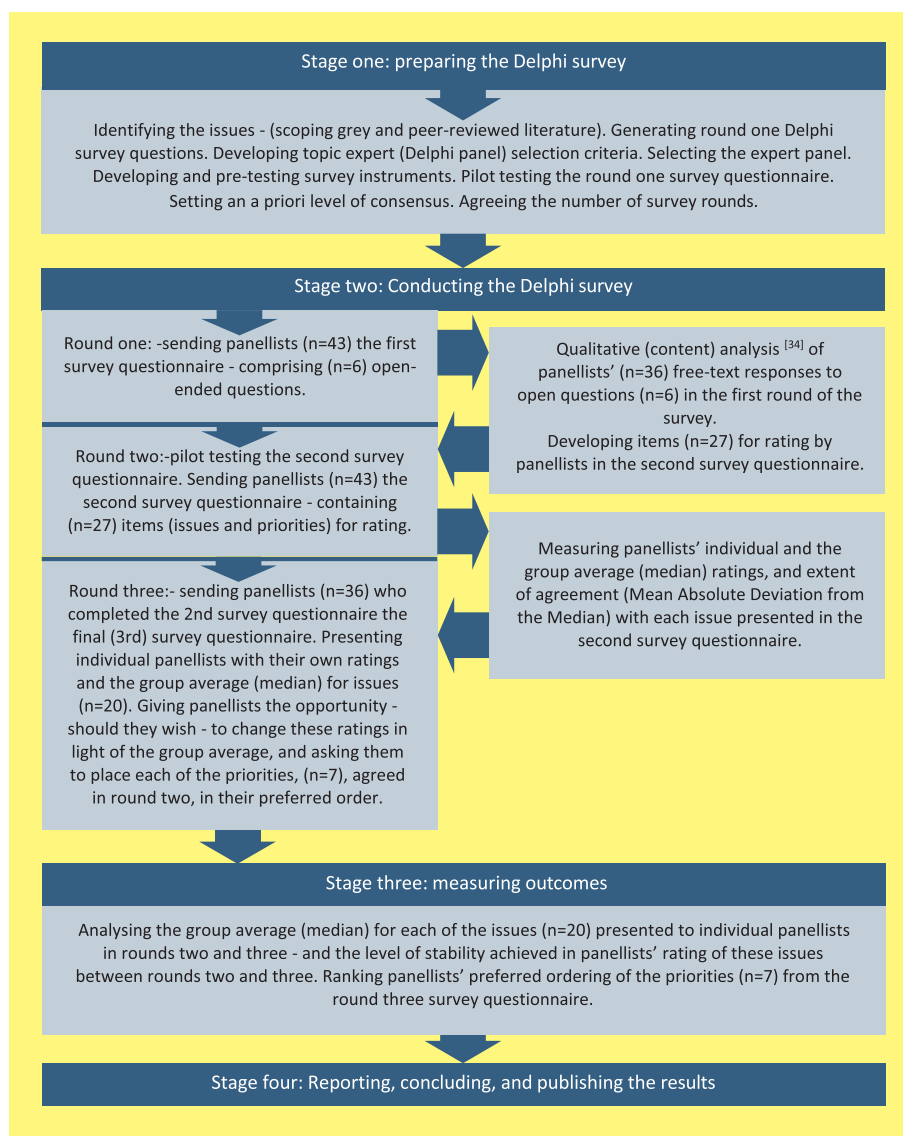 Stage one: preparing the Delphi survey
Identifying the issues - (scoping grey and peer-reviewed literature). Generating round one Delphi
survey questions. Developing topic expert (Delphi panel) selection criteria. Selecting the expert panel.
Developing and pre-testing survey instruments. Pilot testing the round one survey questionnaire.
Setting an a priori level of consensus. Agreeing the number of survey rounds.
Stage two: Conducting the Delphi survey
Round one: -sending panellists (n=43) the first
survey questionnaire - comprising (n=6) open-
ended questions.
Qualitative (content) analysis [34] of
panellists’ (n=36) free-text responses to
open questions (n=6) in the first round of the
survey.
Developing items (n=27) for rating by
panellists in the second survey questionnaire.
Round two:-pilot testing the second survey
questionnaire. Sending panellists (n=43) the
the second survey questionnaire - containing
(n=27) items (issues and priorities) for rating.
Measuring panellists’ individual and the
group average (median) ratings, and extent
of agreement (Mean Absolute Deviation from
the Median) with each issue presented in the
second survey questionnaire.
Round three:- sending panellists (n=36) who
completed the 2nd survey questionnaire the
final (3rd) survey questionnaire. Presenting
individual panellists with their own ratings
and the group average (median) for issues
(n=20). Giving panellists the opportunity -
should they wish - to change these ratings in
light of the group average, and asking them
to place each of the priorities, (n=7), agreed
in round two, in their preferred order.
Stage three: measuring outcomes
Analysing the group average (median) for each of the issues (n=20) presented to individual panellists
in rounds two and three - and the level of stability achieved in panellists’ rating of these issues
between rounds two and three. Ranking panellists’ preferred ordering of the priorities (n=7) from the
round three survey questionnaire.
Stage four: Reporting, concluding, and publishing the results